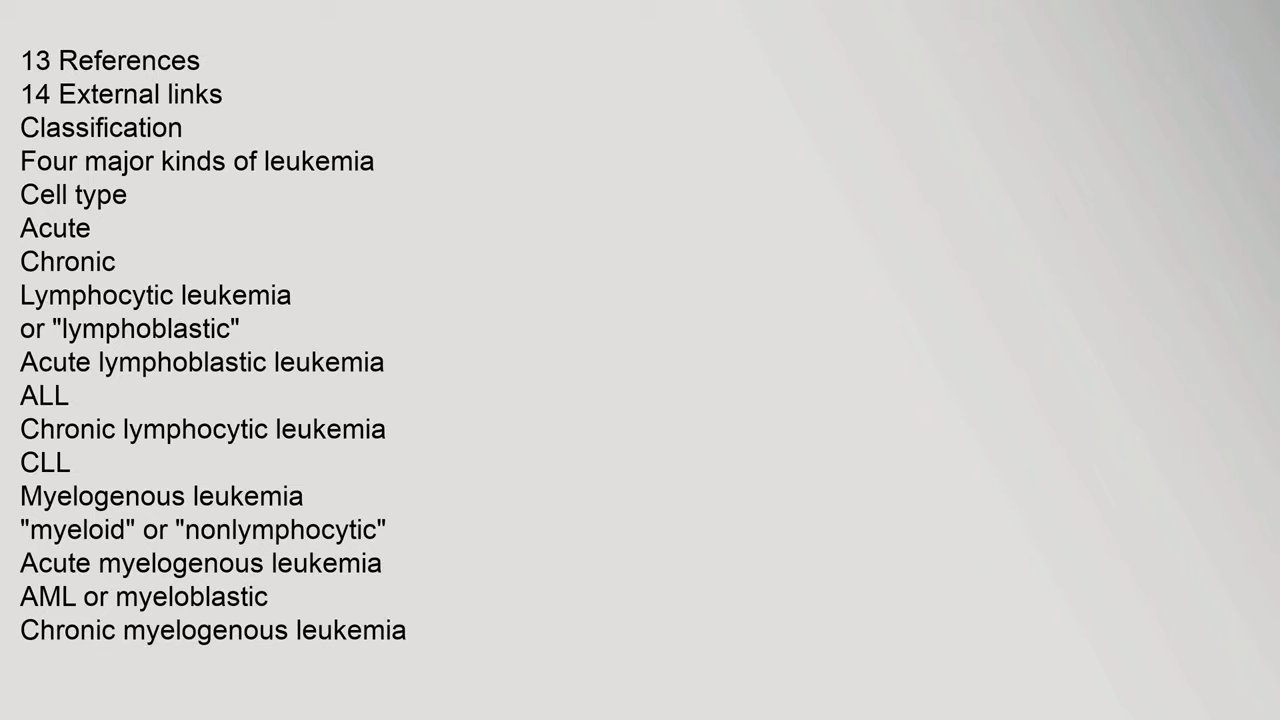 13 References
14 External links
Classification
Four major kinds of leukemia
Cell type
Acute
Chronic
Lymphocytic leukemia
or "lymphoblastic"
Acute lymphoblastic leukemia
ALL
Chronic lymphocytic leukemia
CLL
Myelogenous leukemia
"myeloid" or "nonlymphocytic"
Acute myelogenous leukemia
AML or myeloblastic
Chronic myelogenous leukemia